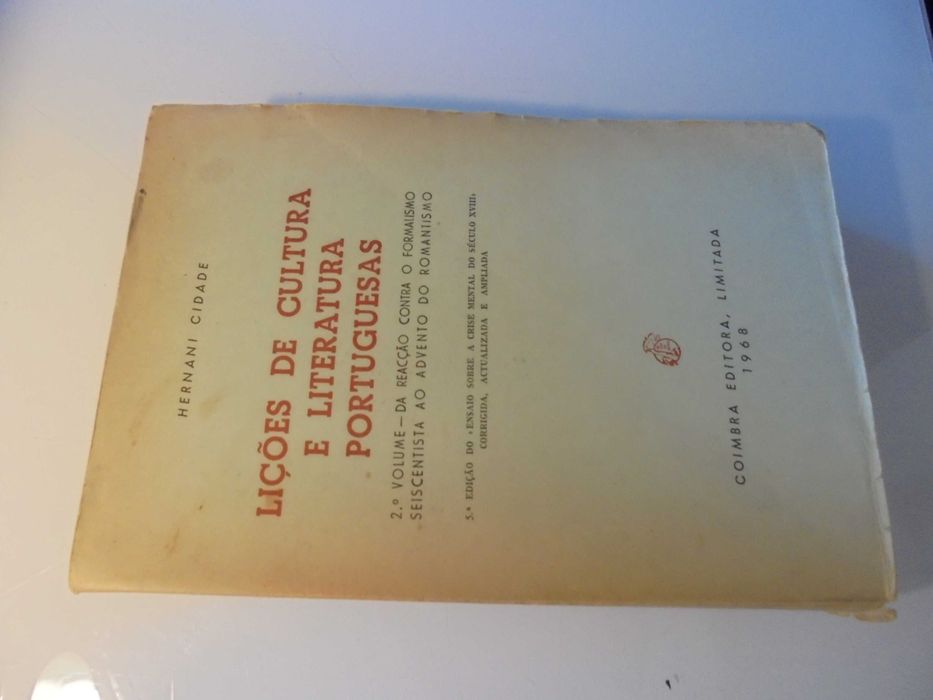 HERNANI CIDADE
LIÇÕES DE CULTURA
E LITERATURA
PORTUGUESAS
2.º VOLUME — DA REACÇÃO CONTRA O FORMALISMO
SEISCENTISTA AO ADVENTO DO ROMANTISMO
5.ª EDIÇÃO DO «ENSAIO SOBRE A CRISE MENTAL DO SÉCULO XVIII»
CORRIGIDA, ACTUALIZADA E AMPLIADA
COIMBRA EDITORA, LIMITADA
1968